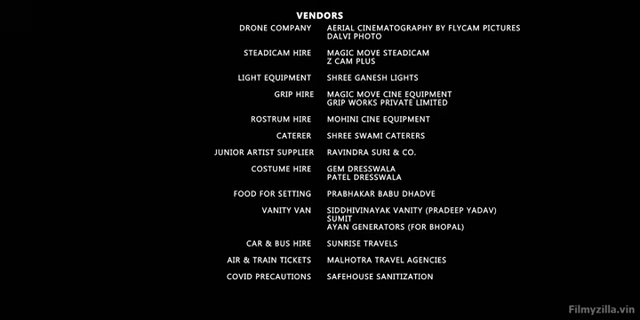 VENDORS
DRONE COMPANY AERIAL CINEMATOGRAPHY BY FLYCAM PICTURES
DALVI PHOTO
STEADICAM HIRE MAGIC MOVE STEADICAM
Z CAM PLUS
LIGHT EQUIPMENT SHREE GANESH LIGHTS
GRIP HIRE MAGIC MOVE CINE EQUIPMENT
GRIP WORKS PRIVATE LIMITED
ROSTRUM HIRE MOHINI CINE EQUIPMENT
CATERER SHREE SWAMI CATERERS
JUNIOR ARTIST SUPPLIER RAVINDRA SURI & CO.
COSTUME HIRE GEM DRESSWALA
PATEL DRESSWALA
FOOD FOR SETTING PRABHAKAR BABU DHADVE
VANITY VAN SIDDHIVINAYAK VANITY (PRADEEP YADAV)
SUMIT
AYAN GENERATORS (FOR BHOPAL)
CAR & BUS HIRE SUNRISE TRAVELS
AIR & TRAIN TICKETS MALHOTRA TRAVEL AGENCIES
COVID PRECAUTIONS SAFEHOUSE SANITIZATION
Filmyzilla.vin